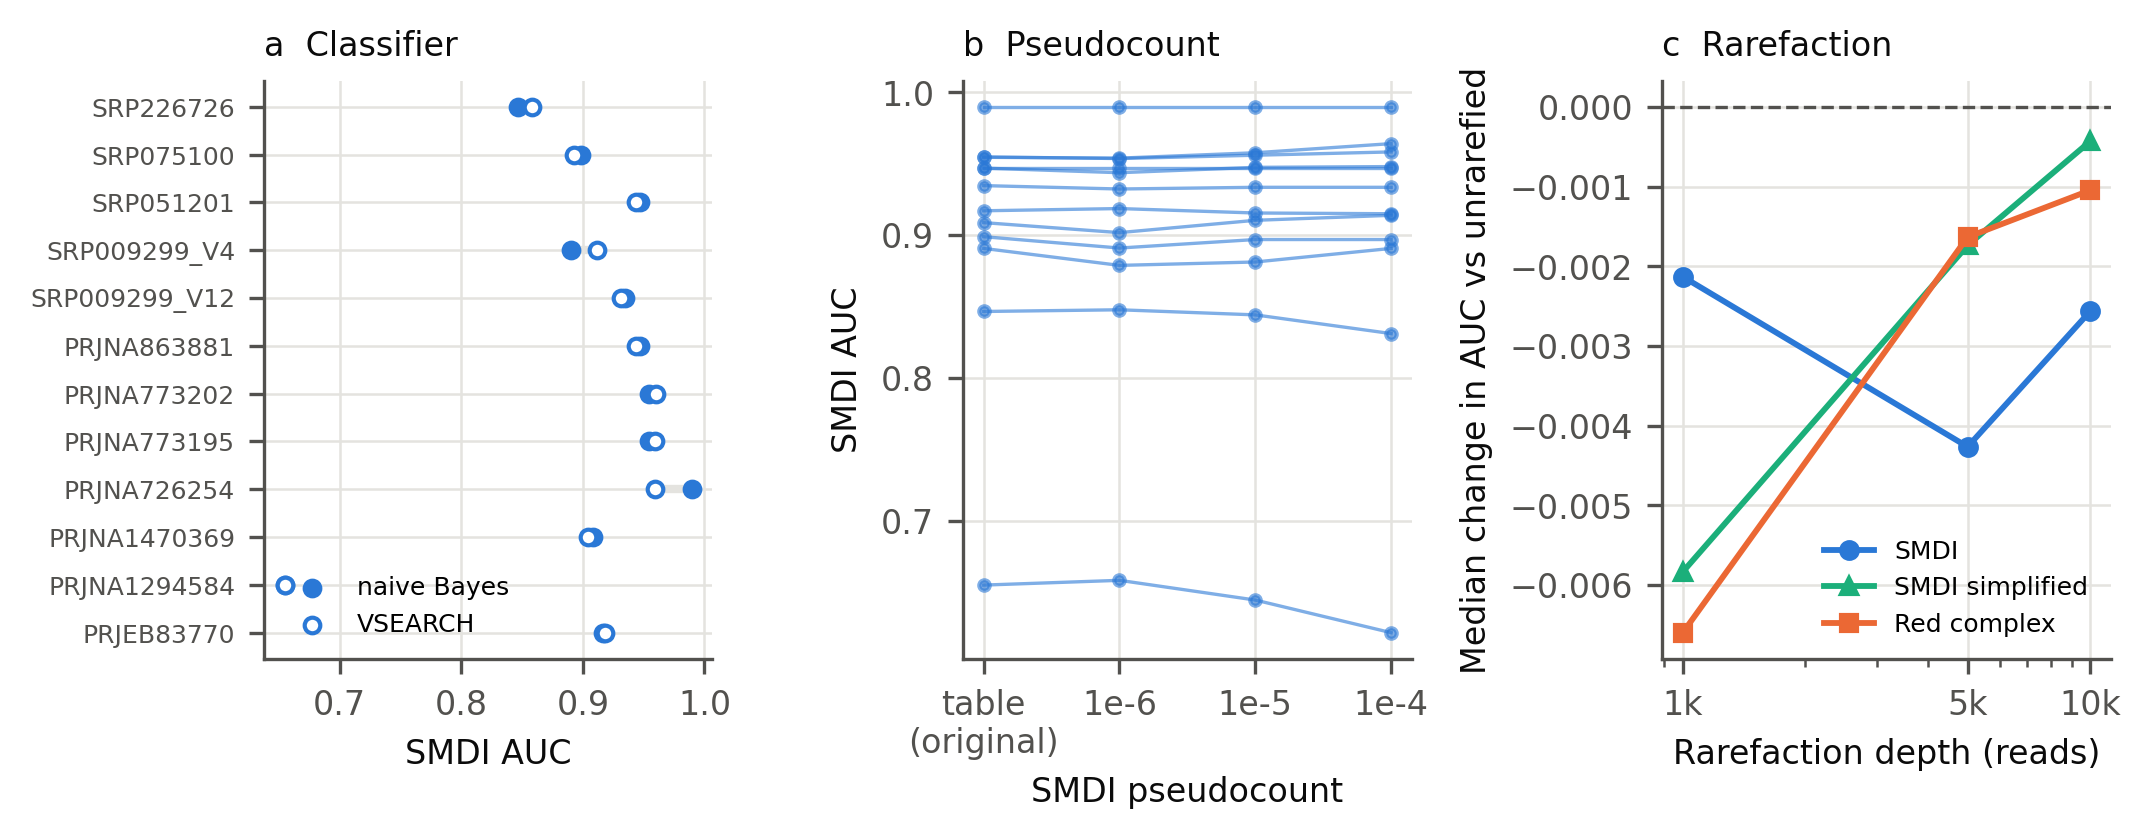 a Classifier
SRP226726
SRP075100
SRP051201
SRP009299_V4
SRP009299_V12
PRJNA863881
PRJNA773202
PRJNA773195
PRJNA726254
PRJNA1470369
PRJNA1294584
PRJEB83770
naive Bayes
VSEARCH
0.7 0.8 0.9 1.0
SMDI AUC
b Pseudocount
SMDI AUC
1.0
0.9
0.8
0.7
table 1e-6 1e-5 1e-4
(original)
SMDI pseudocount
c Rarefaction
Median change in AUC vs unrarefied
0.000
−0.001
−0.002
−0.003
−0.004
−0.005
−0.006
SMDI
SMDI simplified
Red complex
1k 5k 10k
Rarefaction depth (reads)